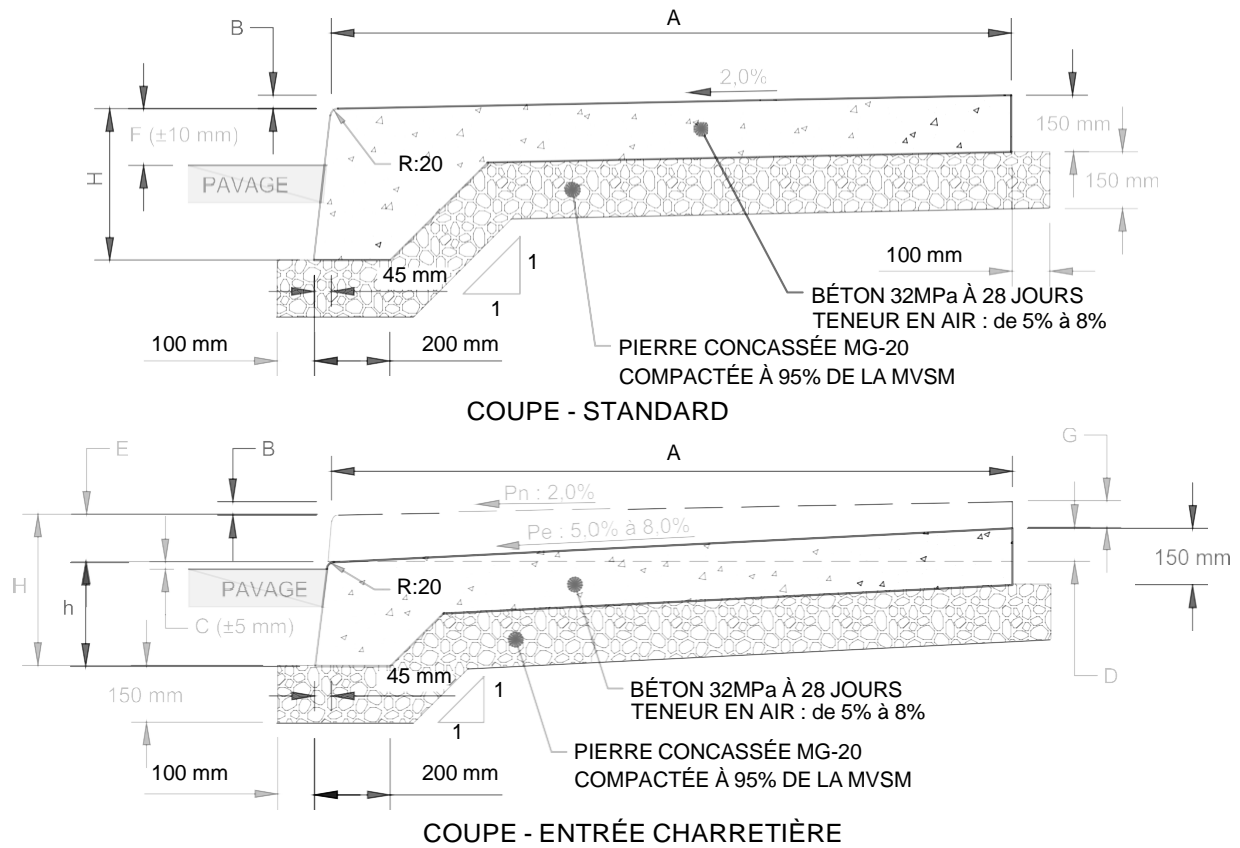 A
B
2,0%
F (±10 mm)
150 mm
H
R:20
PAVAGE
150 mm
45 mm
1
1
100 mm
BÉTON 32MPa À 28 JOURS
TENEUR EN AIR : de 5% à 8%
100 mm
200 mm
PIERRE CONCASSÉE MG-20
COMPACTÉE À 95% DE LA MVSM
COUPE - STANDARD
E
B
A
G
Pn : 2,0%
Pe : 5,0% à 8,0%
150 mm
H
h
PAVAGE
R:20
C (±5 mm)
45 mm
1
1
150 mm
D
BÉTON 32MPa À 28 JOURS
TENEUR EN AIR : de 5% à 8%
100 mm
200 mm
PIERRE CONCASSÉE MG-20
COMPACTÉE À 95% DE LA MVSM
COUPE - ENTRÉE CHARRETIÈRE